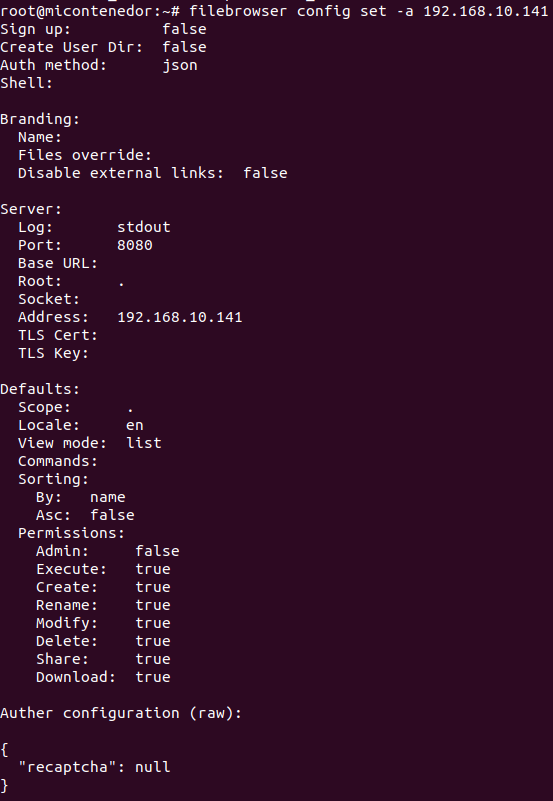 root@micontenedor:~# filebrowser config set -a 192.168.10.141
Sign up:          false
Create User Dir:  false
Auth method:      json
Shell:

Branding:
  Name:
  Files override:
  Disable external links:  false

Server:
  Log:       stdout
  Port:      8080
  Base URL:
  Root:      .
  Socket:
  Address:   192.168.10.141
  TLS Cert:
  TLS Key:

Defaults:
  Scope:      .
  Locale:     en
  View mode:  list
  Commands:
  Sorting:
    By:   name
    Asc:  false
  Permissions:
    Admin:     false
    Execute:   true
    Create:    true
    Rename:    true
    Modify:    true
    Delete:    true
    Share:     true
    Download:  true

Auther configuration (raw):

{
  "recaptcha": null
}